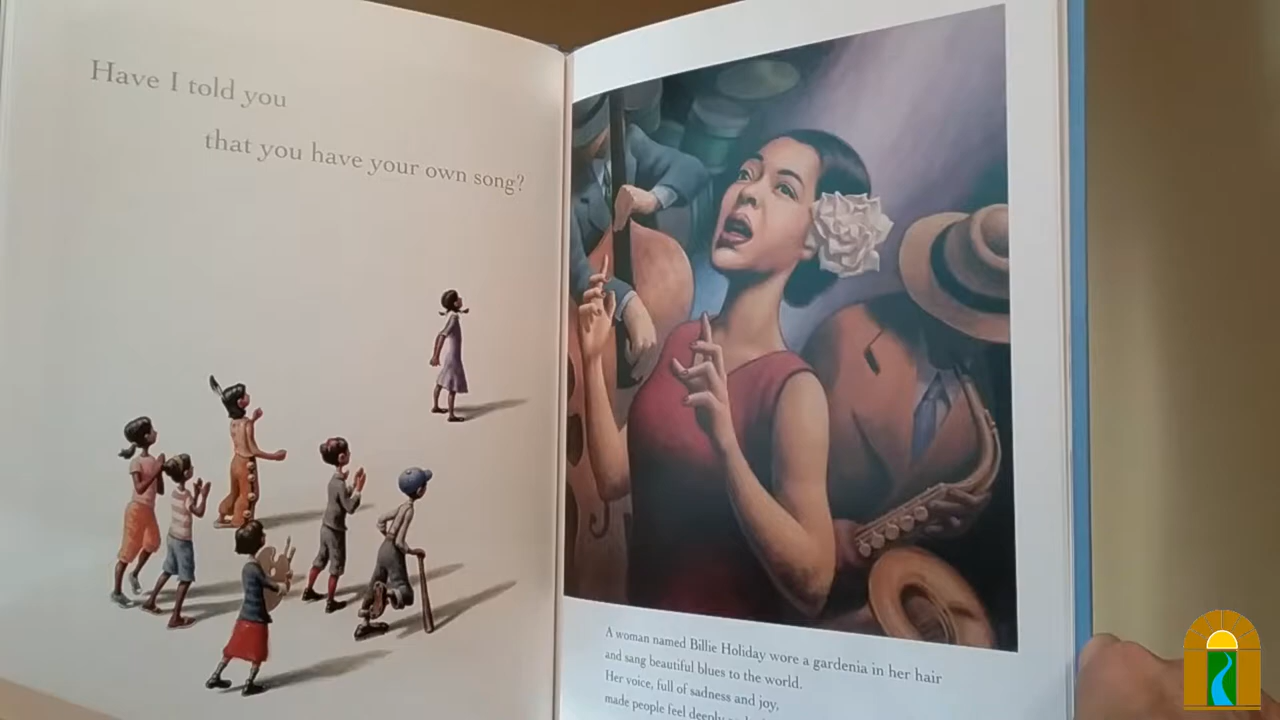 Have I told you
that you have your own song?
A woman named Billie Holiday wore a gardenia in her hair
and sang beautiful blues to the world.
Her voice, full of sadness and joy,
made people feel deeply